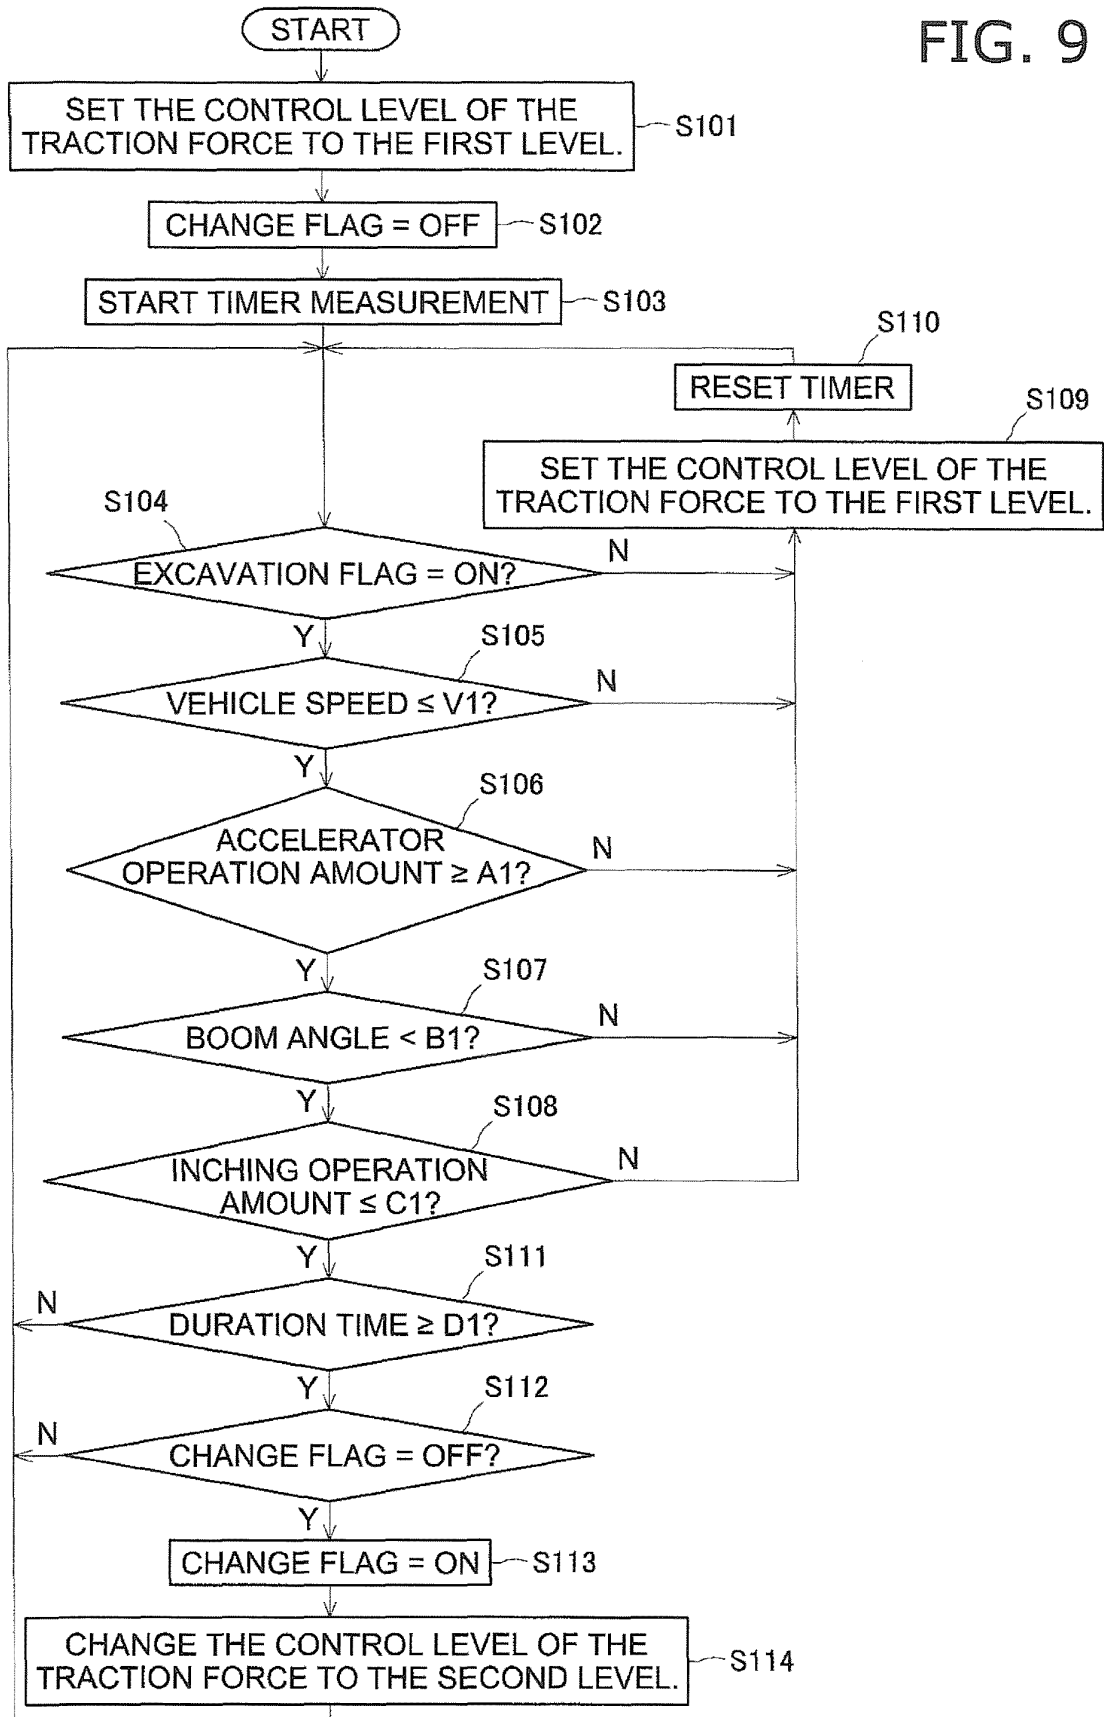 START
FIG. 9
SET THE CONTROL LEVEL OF THE
TRACTION FORCE TO THE FIRST LEVEL.
S101
CHANGE FLAG = OFF
S102
START TIMER MEASUREMENT
S103
S110
RESET TIMER
S109
SET THE CONTROL LEVEL OF THE
TRACTION FORCE TO THE FIRST LEVEL.
S104
EXCAVATION FLAG = ON?
N
Y
S105
VEHICLE SPEED ≤ V1?
N
Y
S106
ACCELERATOR
OPERATION AMOUNT ≥ A1?
N
Y
S107
BOOM ANGLE < B1?
N
Y
S108
INCHING OPERATION
AMOUNT ≤ C1?
N
Y
S111
N
DURATION TIME ≥ D1?
Y
S112
N
CHANGE FLAG = OFF?
Y
CHANGE FLAG = ON
S113
CHANGE THE CONTROL LEVEL OF THE
TRACTION FORCE TO THE SECOND LEVEL.
S114